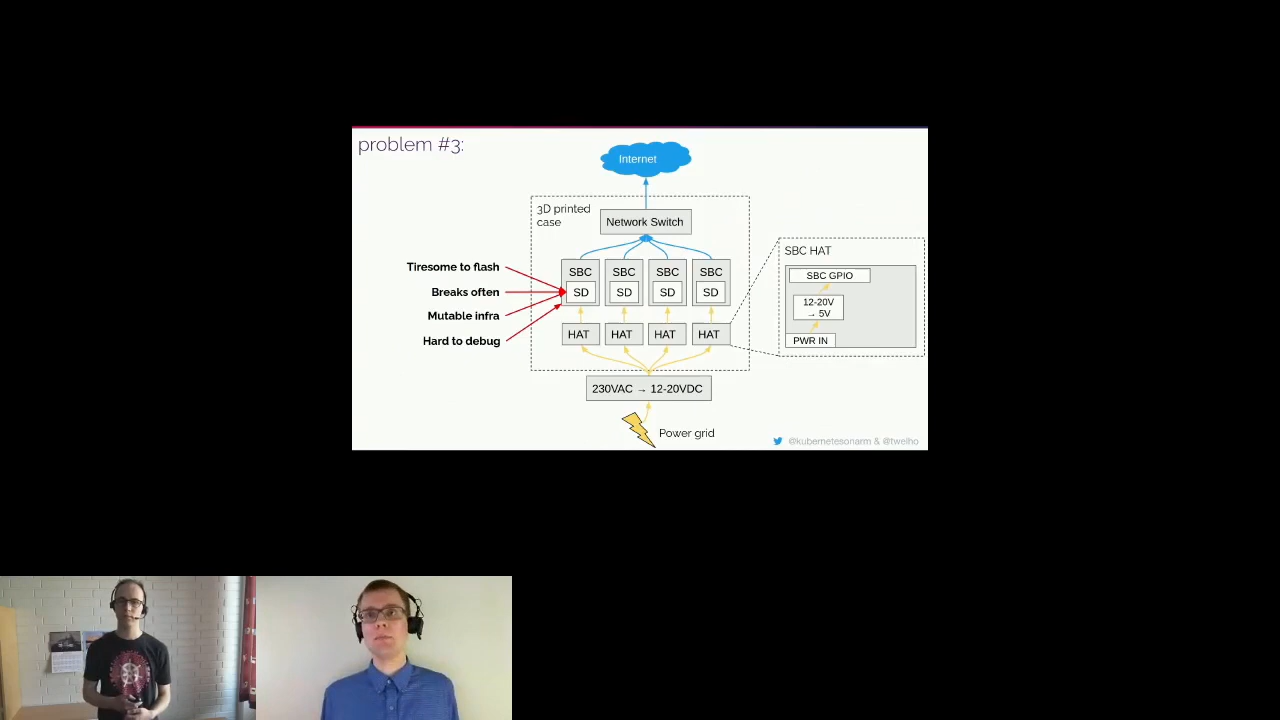 problem #3:
Internet
3D printed
case
Network Switch
SBC
SBC
SBC
SBC
SD
SD
SD
SD
Tiresome to flash
Breaks often
Mutable infra
Hard to debug
HAT
HAT
HAT
HAT
230VAC → 12-20VDC
Power grid
SBC HAT
SBC GPIO
12-20V
→ 5V
PWR IN
@kubernetesonarm & @twelho